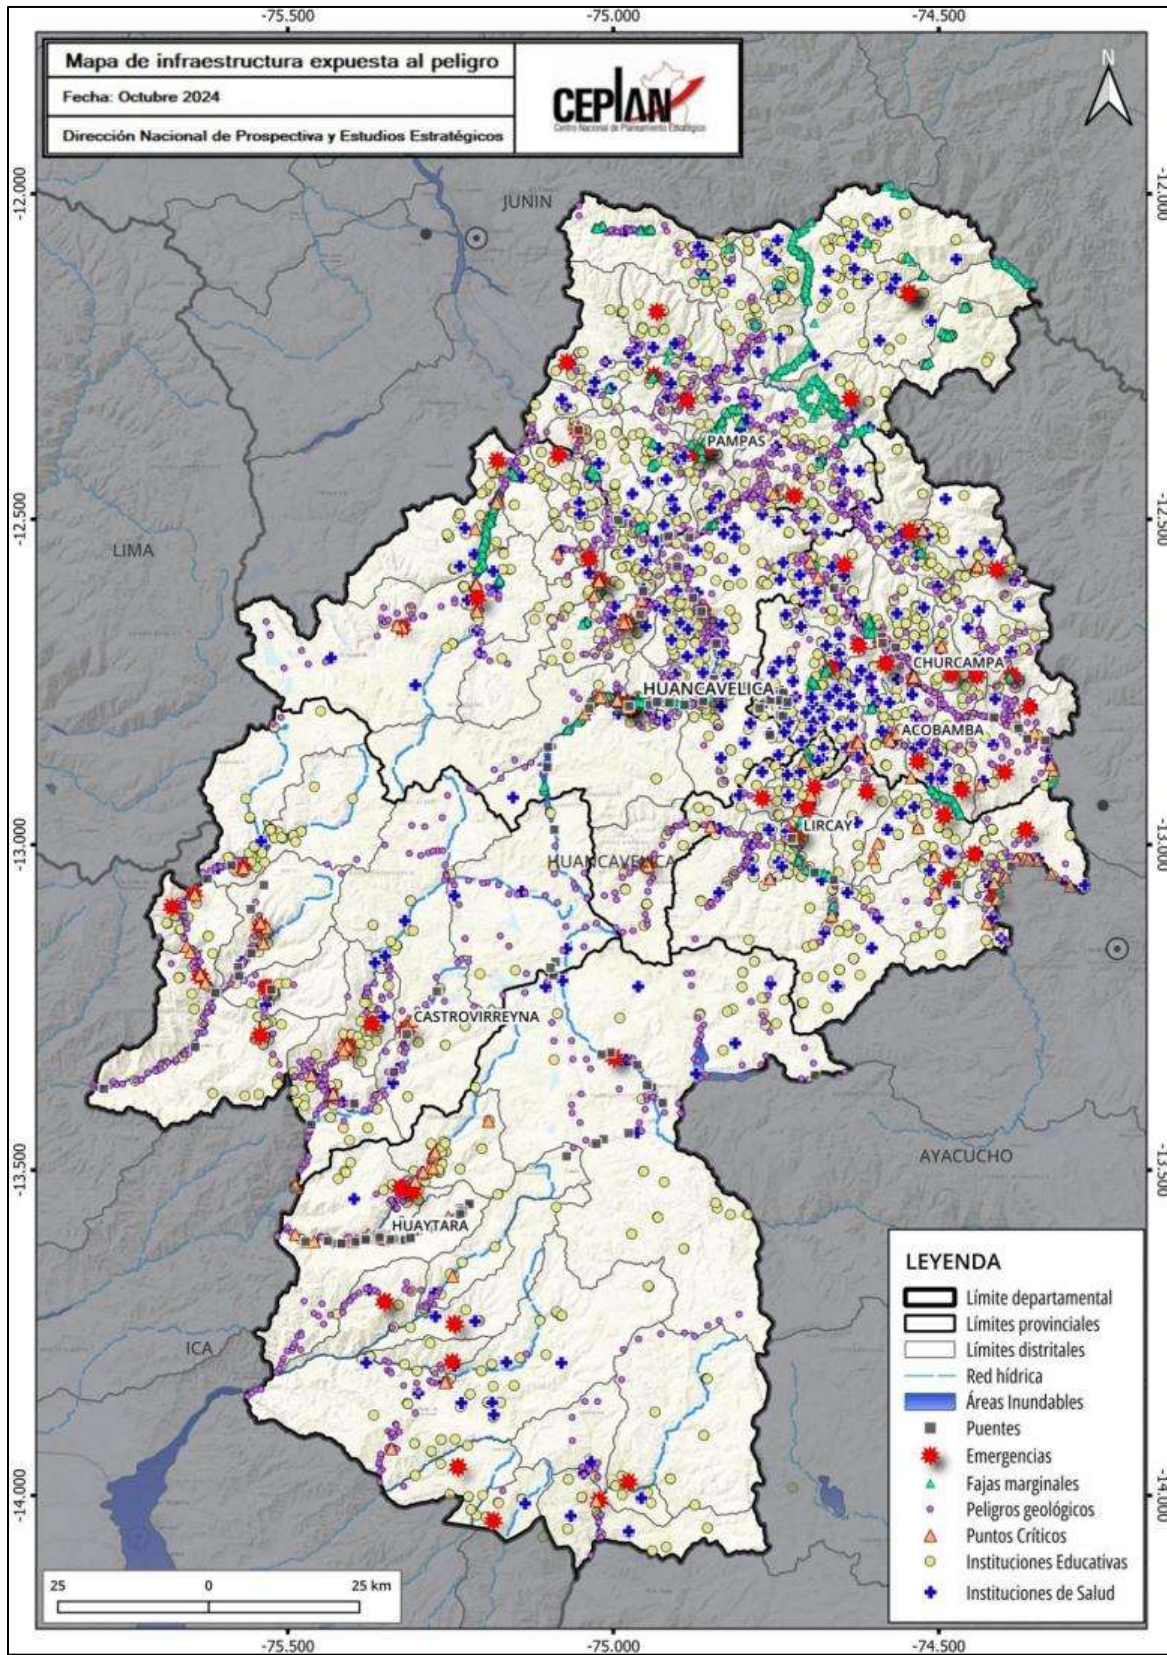 -75.500
-75.000
-74.500
Mapa de infraestructura expuesta al peligro
Fecha: Octubre 2024
Dirección Nacional de Prospectiva y Estudios Estratégicos
CEPLAN
Centro Nacional de Planeamiento Estratégico
N
-12.000
-12.000
JUNIN
PAMPAS
-12.500
-12.500
LIMA
CHURCAMPA
HUANCAVELICA
ACOBAMBA
LIRCAY
-13.000
-13.000
HUANCAVELICA
CASTROVIRREYNA
AYACUCHO
-13.500
-13.500
HUAYTARA
ICA
LEYENDA
Límite departamental
Límites provinciales
Límites distritales
Red hídrica
Áreas Inundables
Puentes
Emergencias
Fajas marginales
Peligros geológicos
Puntos Críticos
Instituciones Educativas
Instituciones de Salud
-14.000
-14.000
25 0 25 km
-75.500
-75.000
-74.500